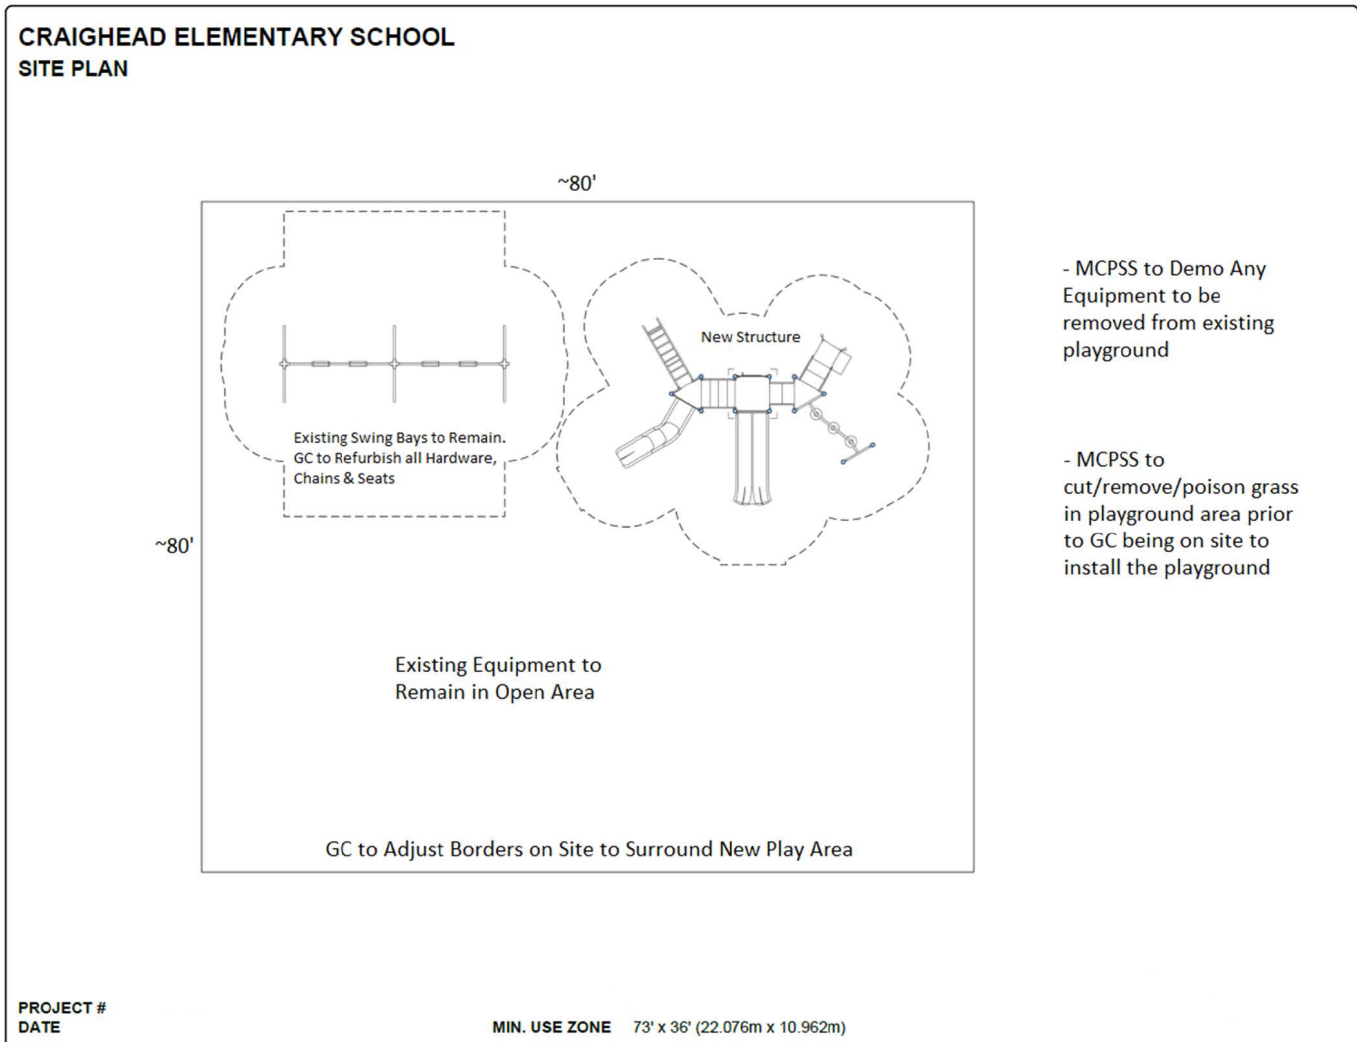 CRAIGHEAD ELEMENTARY SCHOOL
SITE PLAN
~80'
- MCPSS to Demo Any
Equipment to be
removed from existing
playground
New Structure
Existing Swing Bays to Remain.
GC to Refurbish all Hardware,
Chains & Seats
- MCPSS to
cut/remove/poison grass
in playground area prior
to GC being on site to
install the playground
~80'
Existing Equipment to
Remain in Open Area
GC to Adjust Borders on Site to Surround New Play Area
PROJECT #
DATE
MIN. USE ZONE 73' x 36' (22.076m x 10.962m)